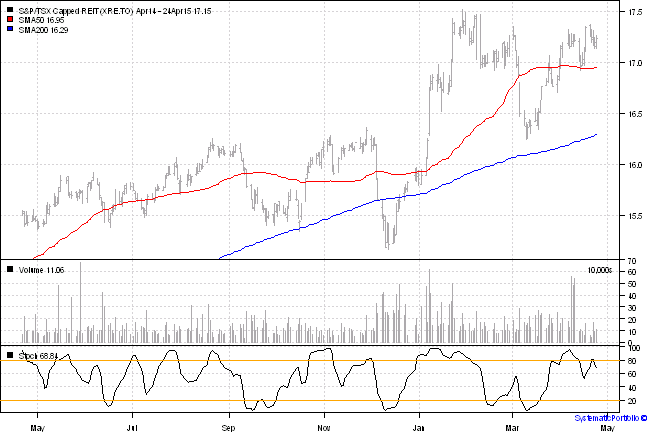 S&P/TSX Capped REIT(XRE.TO) Apr14 - 24Apr15 17.15
SMA50 16.95
SMA200 16.29
17.5
17.0
16.5
16.0
15.5
Volume 11.06
10,000s
70
60
50
40
30
20
10
0
Stoch 68.84
100
80
60
40
20
May
Jul
Sep
Nov
Jan
Mar
May
SystematicPortfolio ©